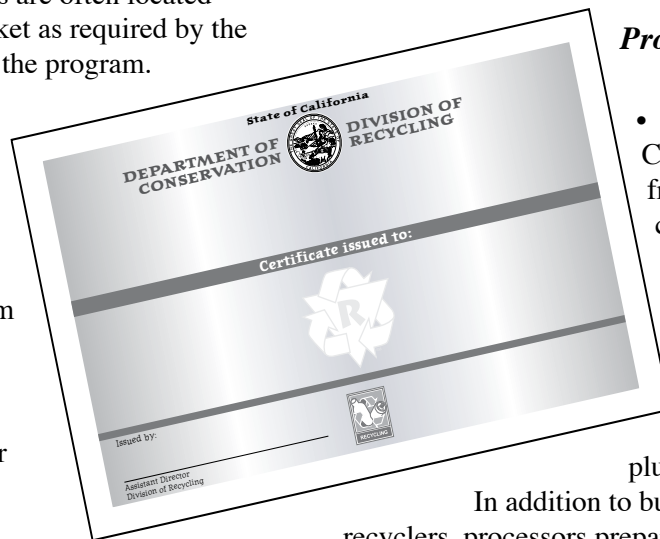 s are often located
ket as required by the
the program.
m
r
State of California
DEPARTMENT OF
CONSERVATION
DIVISION OF
RECYCLING
Certificate issued to:
R
RECYCLING
Issued by:
Assistant Director
Division of Recycling
Pro
•
C
fr
c
plu
In addition to bu
recyclers, processors prepa